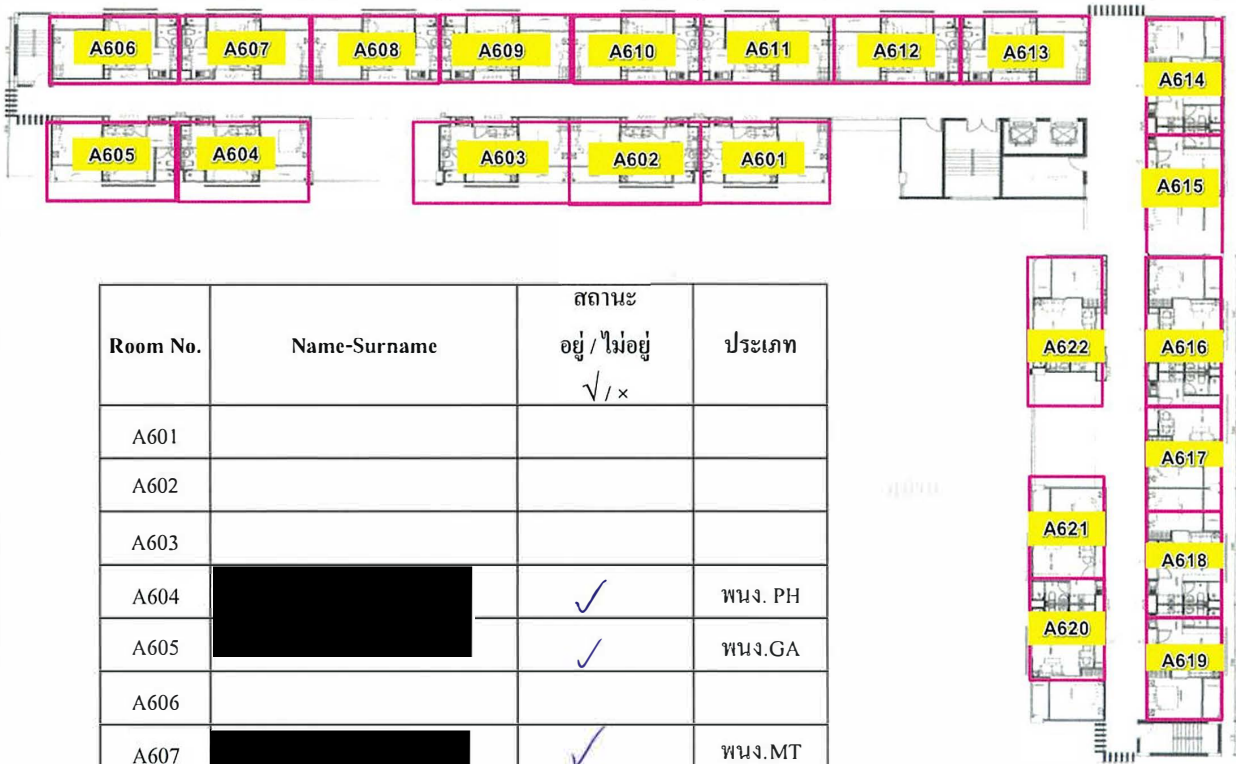 A606 A607 A608 A609 A610 A611 A612 A613
A614
A605 A604 A603 A602 A601
A615
A622 A616
A617
A621
A618
A620
A619
Room No. Name-Surname สถานะ อยู่ / ไม่อยู่ √ / × ประเภท
A601
A602
A603
A604 ✓ พนง. PH
A605 ✓ พนง.GA
A606
A607 ✓ พนง.MT